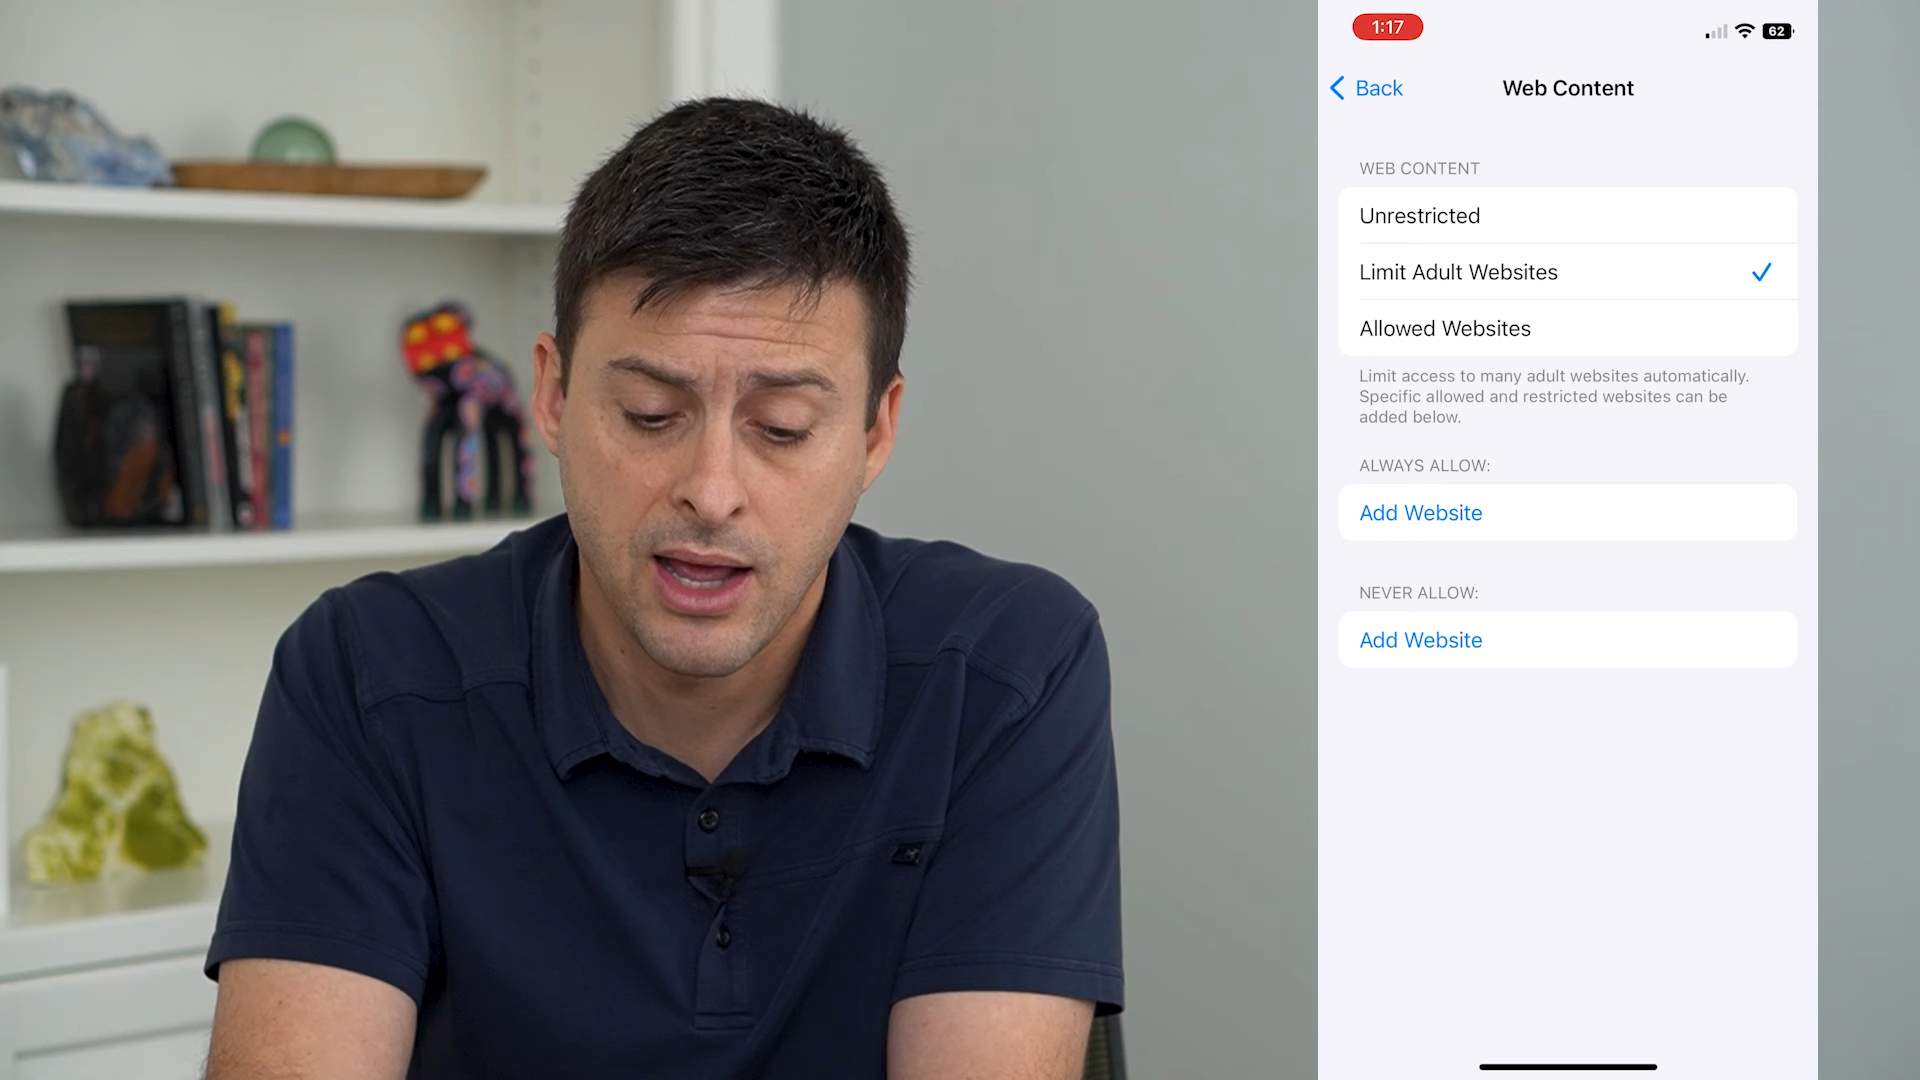 1:17
62
Back
Web Content
WEB CONTENT
Unrestricted
Limit Adult Websites
Allowed Websites
Limit access to many adult websites automatically.
Specific allowed and restricted websites can be
added below.
ALWAYS ALLOW:
Add Website
NEVER ALLOW:
Add Website